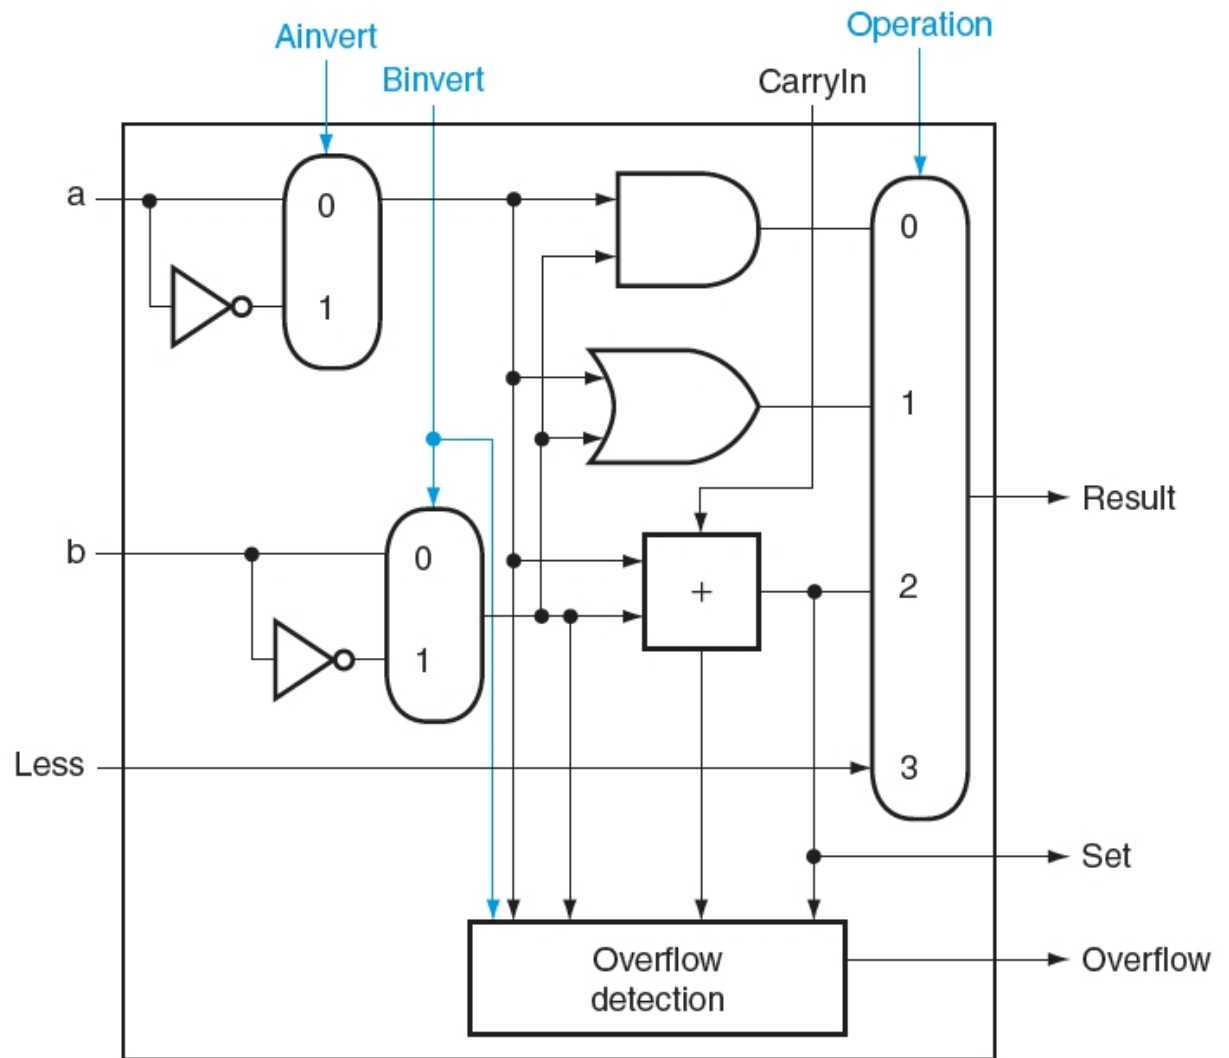 Operation
Ainvert
Binvert
CarryIn
a
0
0
1
1
Result
b
0
2
+
1
Less
3
Set
Overflow
detection
Overflow